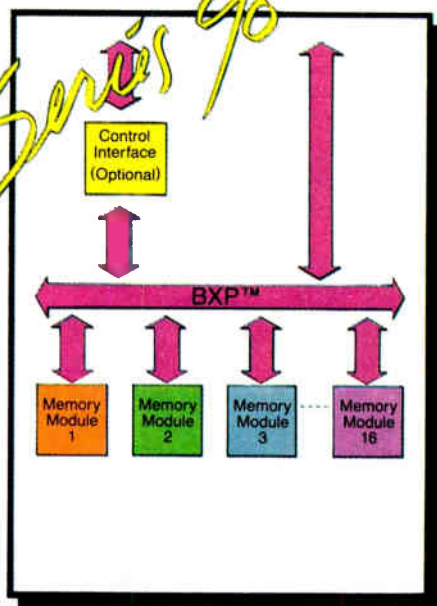 Series 90
Control
Interface
(Optional)
BXP™
Memory
Module
1
Memory
Module
2
Memory
Module
3
Memory
Module
16